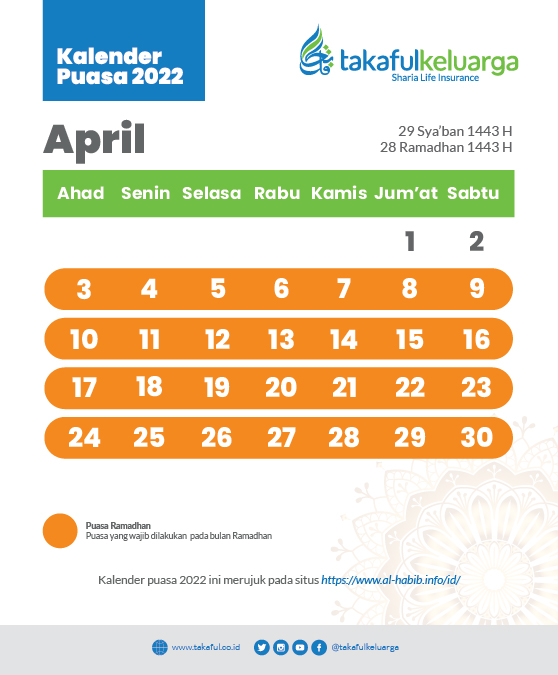 Kalender
Puasa 2022
takafulkeluarga
Sharia Life Insurance
April
29 Sya'ban 1443 H
28 Ramadhan 1443 H
Ahad Senin Selasa Rabu Kamis Jum'at Sabtu
1 2
3 4 5 6 7 8 9
10 11 12 13 14 15 16
17 18 19 20 21 22 23
24 25 26 27 28 29 30
Puasa Ramadhan
Puasa yang wajib dilakukan pada bulan Ramadhan
Kalender puasa 2022 ini merujuk pada situs https://www.al-habib.info/id/
www.takaful.co.id @takafulkeluarga